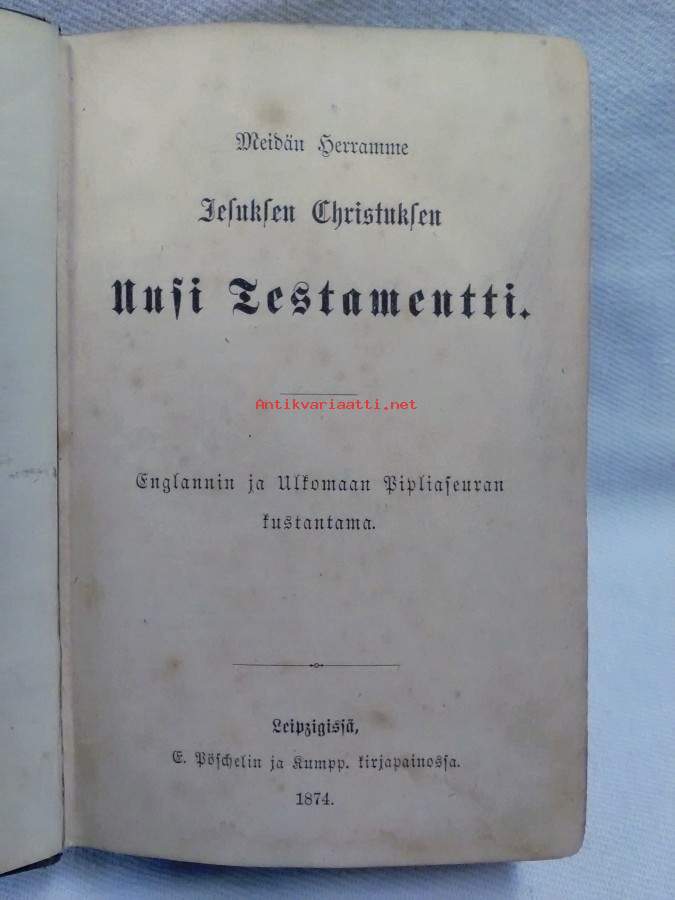 Meidän Herramme
Jesuksen Christuksen
Uusi Testamentti.
Antikvariaatti.net
Englannin ja Ulkomaan Pipliaseuran
kustantama.
Leipzigissä,
E. Pöschelin ja Kumpp. kirjapainossa.
1874.